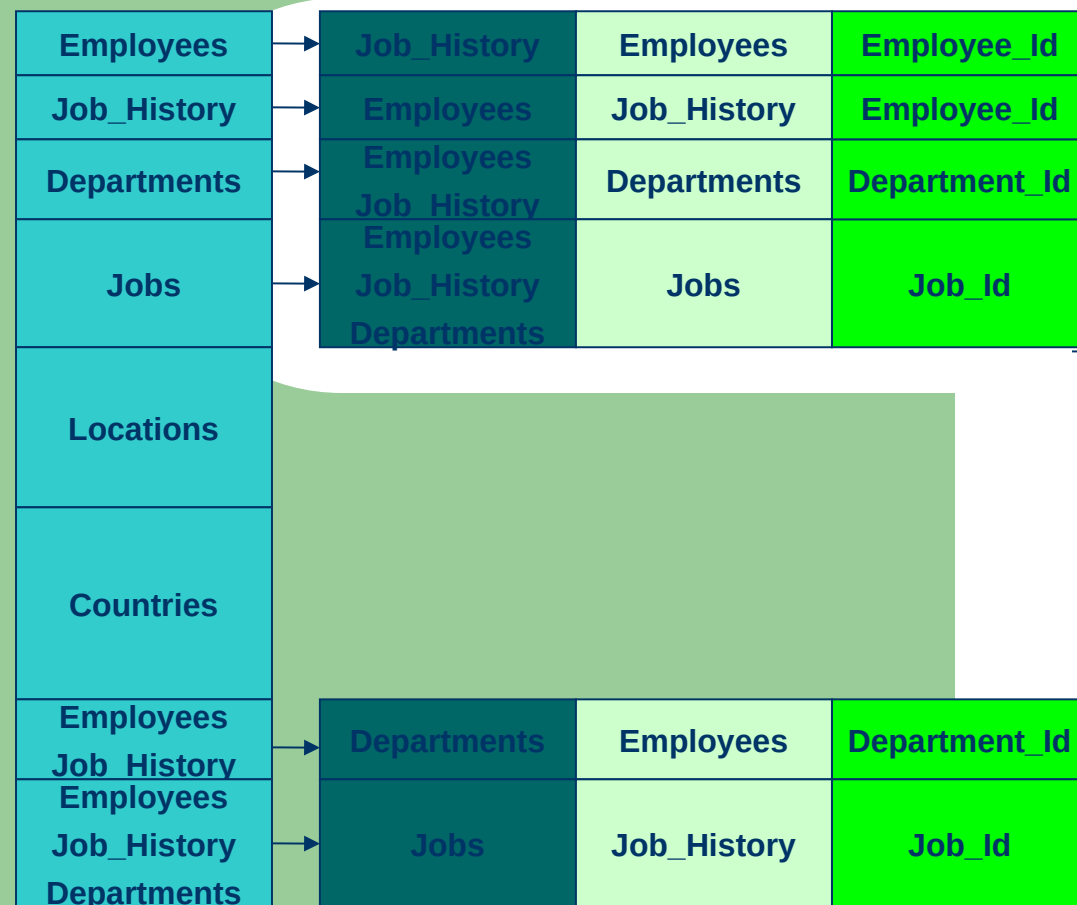 Employees Job_History Employees Employee_Id
Job_History Employees Job_History Employee_Id
Departments Employees Departments Department_Id
Job_History
Employees
Jobs Job_History Jobs Job_Id
Departments
Locations
Countries
Employees
Job_History Departments Employees Department_Id
Employees
Job_History Jobs Job_History Job_Id
Departments